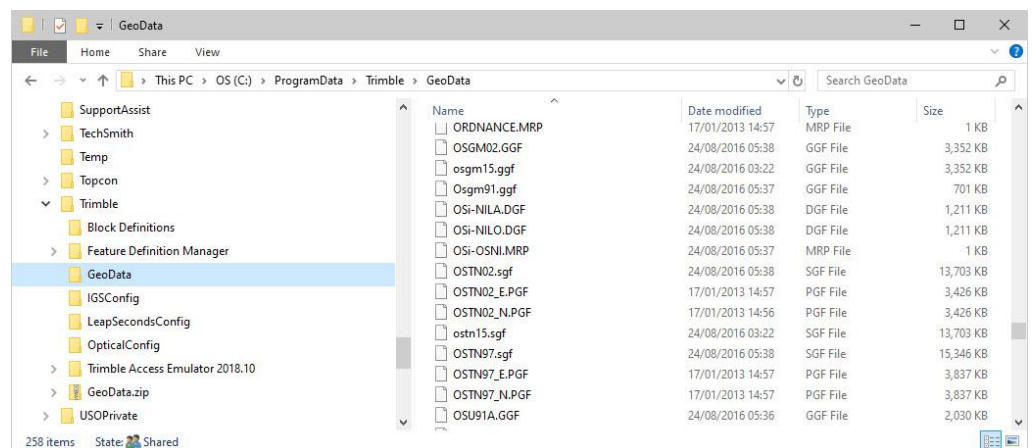 GeoData
File Home Share View
This PC > OS (C:) > ProgramData > Trimble > GeoData
Search GeoData
SupportAssist
TechSmith
Temp
Topcon
Trimble
Block Definitions
Feature Definition Manager
GeoData
IGSConfig
LeapSecondsConfig
OpticalConfig
Trimble Access Emulator 2018.10
GeoData.zip
USOPrivate
Name Date modified Type Size
ORDNANCE.MRP 17/01/2013 14:57 MRP File 1 KB
OSGM02.GGF 24/08/2016 05:38 GGF File 3,352 KB
osgm15.ggf 24/08/2016 03:22 GGF File 3,352 KB
Osgm91.ggf 24/08/2016 05:37 GGF File 701 KB
OSi-NILA.DGF 24/08/2016 05:38 DGF File 1,211 KB
OSi-NILO.DGF 24/08/2016 05:38 DGF File 1,211 KB
OSi-OSNI.MRP 24/08/2016 05:37 MRP File 1 KB
OSTN02.sgf 24/08/2016 05:38 SGF File 13,703 KB
OSTN02_E.PGF 17/01/2013 14:57 PGF File 3,426 KB
OSTN02_N.PGF 17/01/2013 14:56 PGF File 3,426 KB
ostn15.sgf 24/08/2016 03:22 SGF File 13,703 KB
OSTN97.sgf 24/08/2016 05:38 SGF File 15,346 KB
OSTN97_E.PGF 17/01/2013 14:57 PGF File 3,837 KB
OSTN97_N.PGF 17/01/2013 14:57 PGF File 3,837 KB
OSU91A.GGF 24/08/2016 05:36 GGF File 2,030 KB
258 items State: Shared